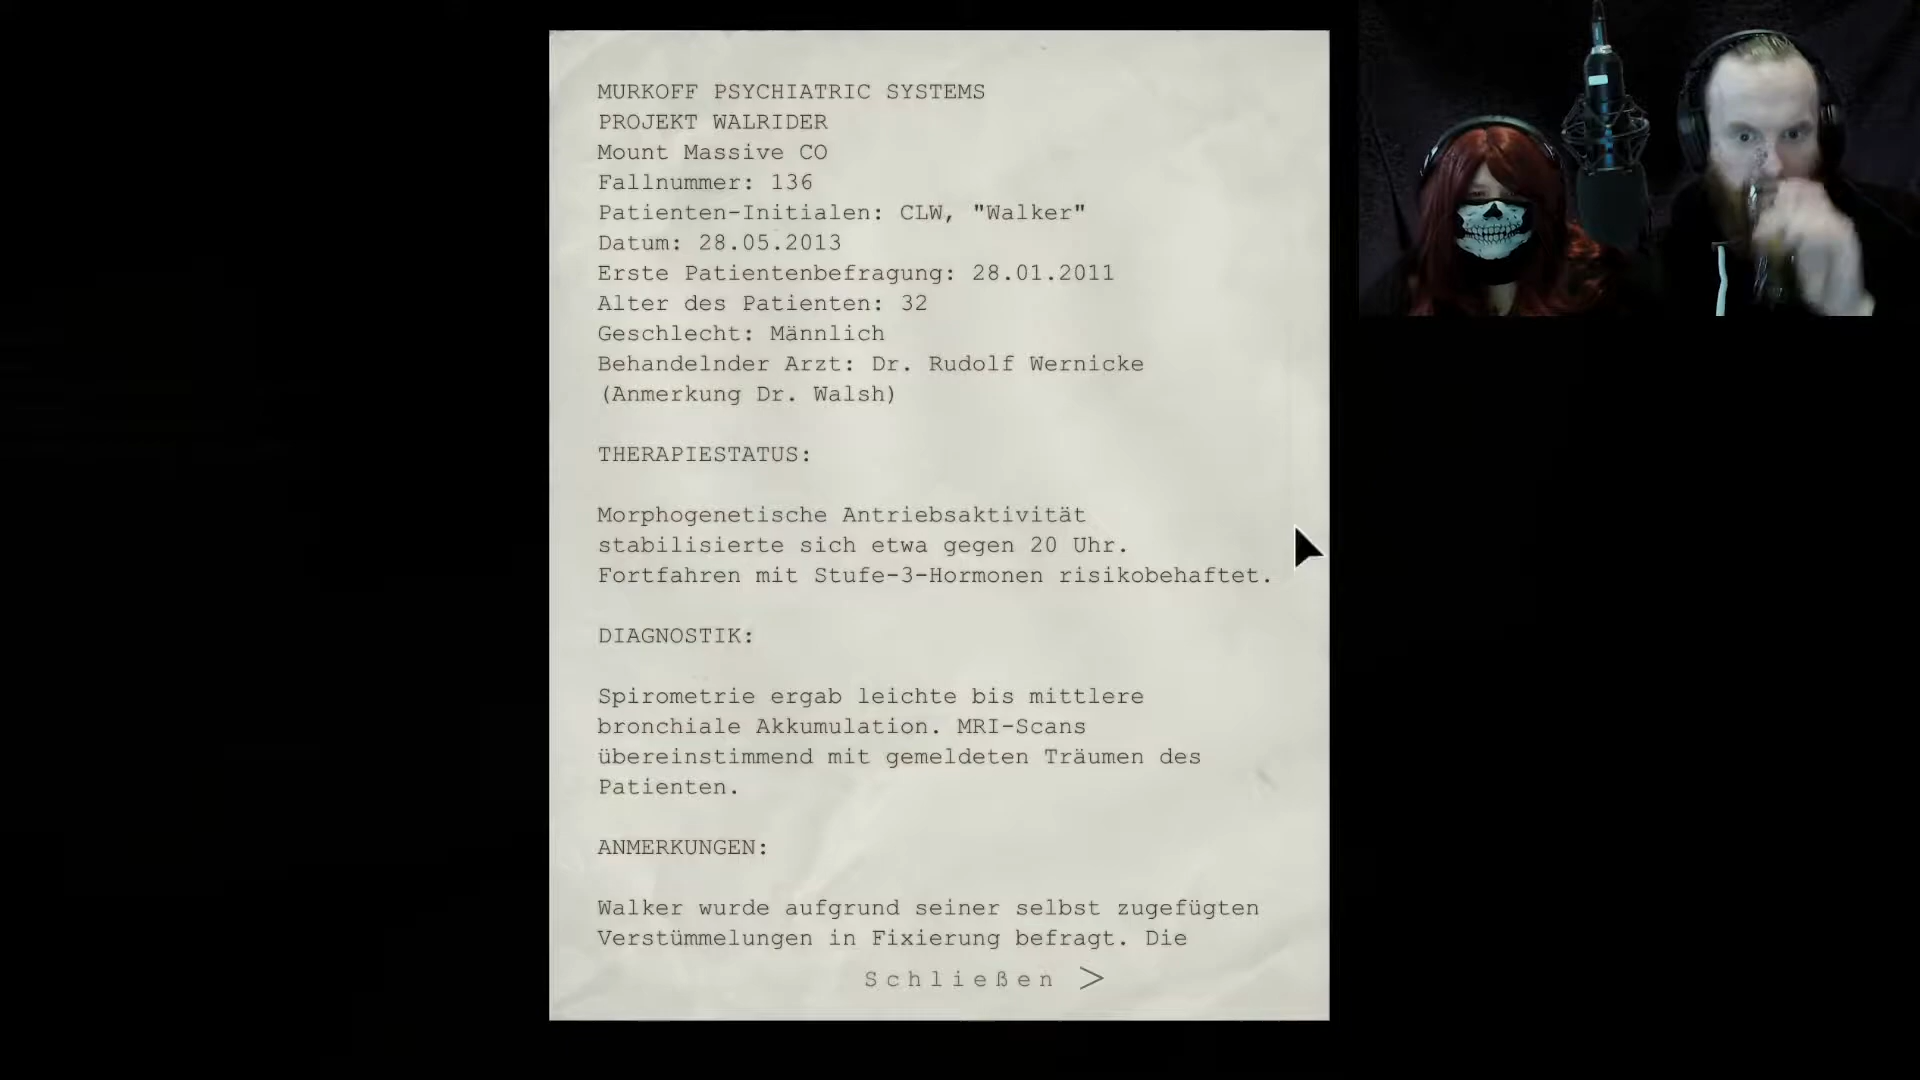 MURKOFF PSYCHIATRIC SYSTEMS
PROJEKT WALRIDER
Mount Massive CO
Fallnummer: 136
Patienten-Initialen: CLW, "Walker"
Datum: 28.05.2013
Erste Patientenbefragung: 28.01.2011
Alter des Patienten: 32
Geschlecht: Männlich
Behandelnder Arzt: Dr. Rudolf Wernicke
(Anmerkung Dr. Walsh)
THERAPIESTATUS:
Morphogenetische Antriebsaktivität
stabilisierte sich etwa gegen 20 Uhr.
Fortfahren mit Stufe-3-Hormonen risikobehaftet.
DIAGNOSTIK:
Spirometrie ergab leichte bis mittlere
bronchiale Akkumulation. MRI-Scans
übereinstimmend mit gemeldeten Träumen des
Patienten.
ANMERKUNGEN:
Walker wurde aufgrund seiner selbst zugefügten
Verstümmelungen in Fixierung befragt. Die
Schließen >